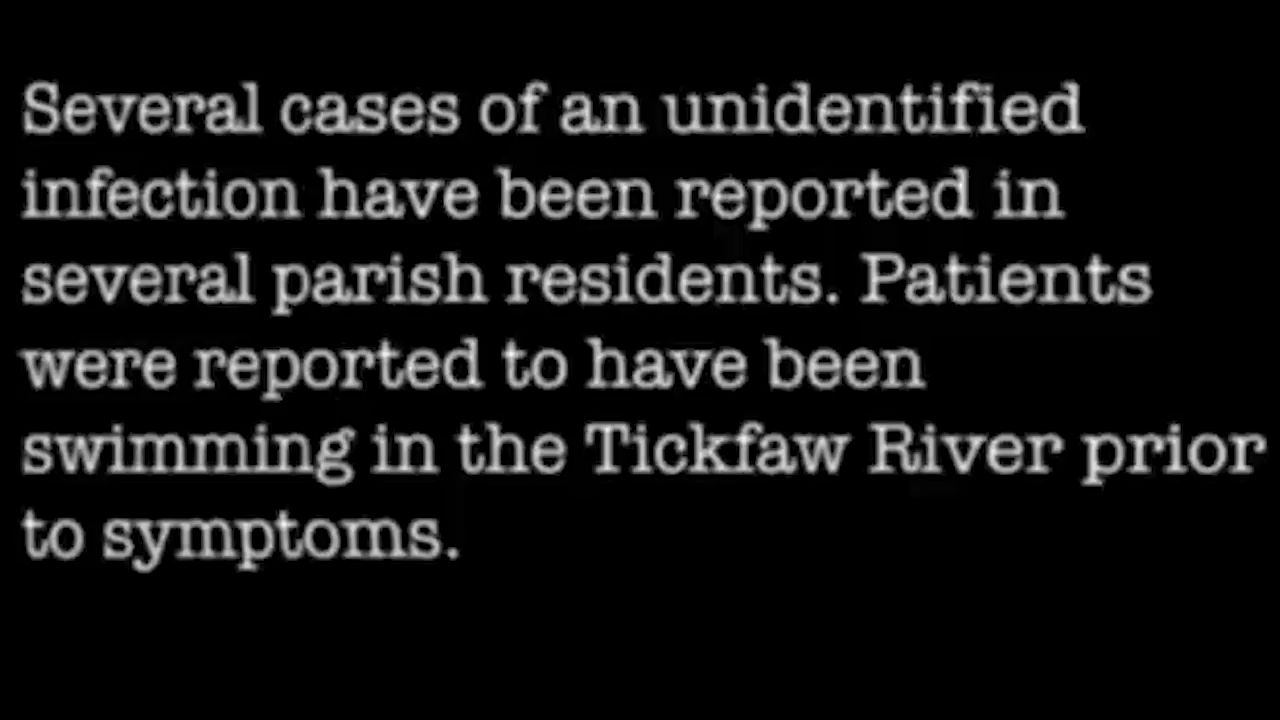 Several cases of an unidentified
infection have been reported in
several parish residents. Patients
were reported to have been
swimming in the Tickfaw River prior
to symptoms.